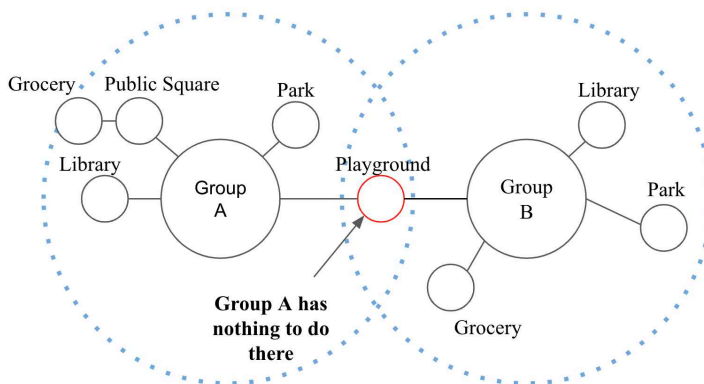 Grocery
Public Square
Park
Library
Library
Playground
Group
A
Group
B
Park
Group A has
nothing to do
there
Grocery